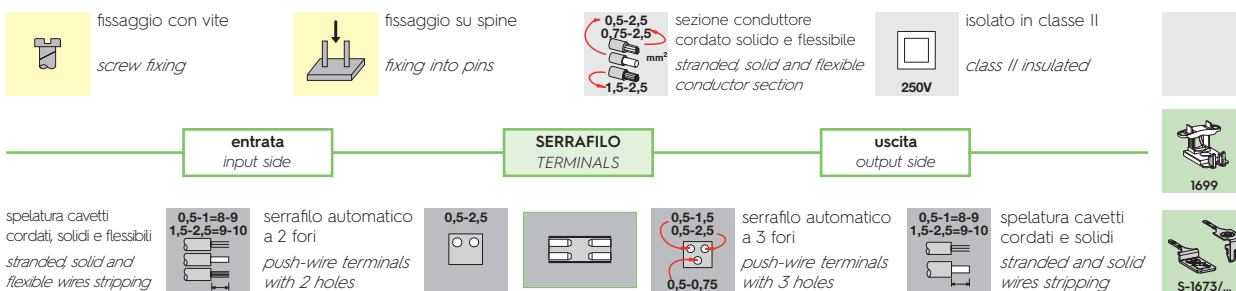 fissaggio con vite
screw fixing
fissaggio su spine
fixing into pins
0,5-2,5
0,75-2,5
mm²
1,5-2,5
sezione conduttore
cordato solido e flessibile
stranded, solid and flexible
conductor section
250V
isolato in classe II
class II insulated
entrata
input side
SERRAFILO
TERMINALS
uscita
output side
1699
spelatura cavetti
cordati, solidi e flessibili
stranded, solid and
flexible wires stripping
0,5-1=8-9
1,5-2,5=9-10
serrafilo automatico
a 2 fori
push-wire terminals
with 2 holes
0,5-2,5
0,5-1,5
0,5-2,5
0,5-0,75
serrafilo automatico
a 3 fori
push-wire terminals
with 3 holes
0,5-1=8-9
1,5-2,5=9-10
spelatura cavetti
cordati e solidi
stranded and solid
wires stripping
S-1673/...